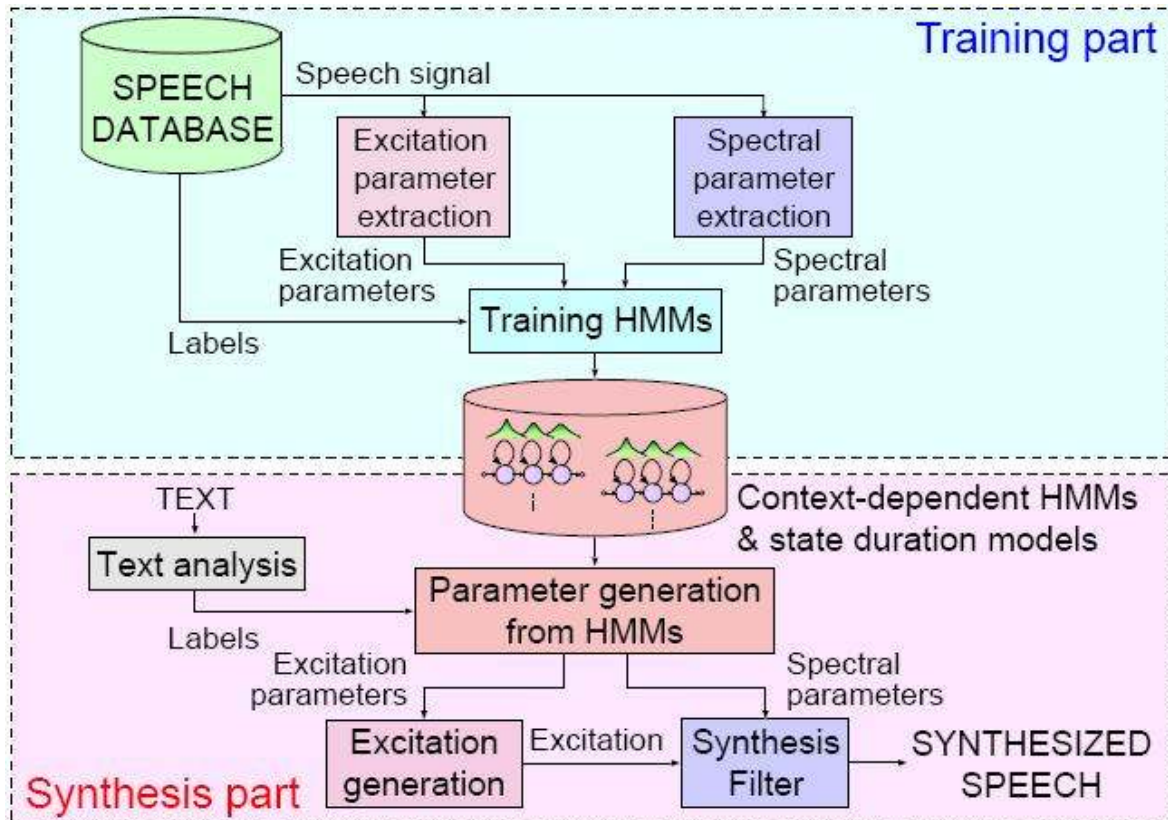 Training part
SPEECH
DATABASE
Speech signal
Excitation
parameter
extraction
Spectral
parameter
extraction
Excitation
parameters
Spectral
parameters
Training HMMs
Labels
Context-dependent HMMs
& state duration models
TEXT
Text analysis
Labels
Parameter generation
from HMMs
Excitation
parameters
Spectral
parameters
Excitation
generation
Excitation
Synthesis
Filter
SYNTHESIZED
SPEECH
Synthesis part